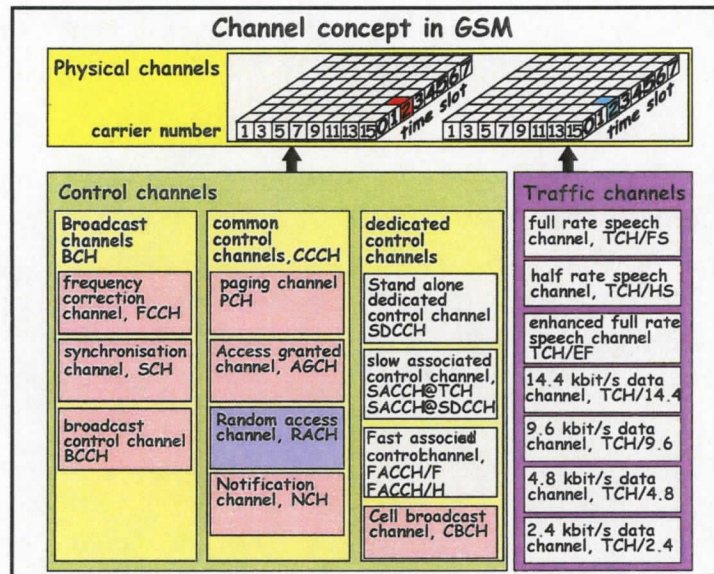 Channel concept in GSM
Physical channels
carrier number
1 3 5 7 9 11 13 15
0 1 2 3 4 5 6 7
time slot
1 3 5 7 9 11 13 15
0 1 2 3 4 5 6 7
time slot
Control channels
Broadcast
channels
BCH
frequency
correction
channel, FCCH
synchronisation
channel, SCH
broadcast
control channel
BCCH
common
control
channels,CCCH
paging channel
PCH
Access granted
channel, AGCH
Random access
channel, RACH
Notification
channel, NCH
dedicated
control
channels
Stand alone
dedicated
control channel
SDCCH
slow associated
control channel,
SACCH@TCH
SACCH@SDCCH
Fast associed
controlchannel,
FACCH/F
FACCH/H
Cell broadcast
channel, CBCH
Traffic channels
full rate speech
channel, TCH/FS
half rate speech
channel, TCH/HS
enhanced full rate
speech channel
TCH/EF
14.4 kbit/s data
channel, TCH/14.4
9.6 kbit/s data
channel, TCH/9.6
4.8 kbit/s data
channel, TCH/4.8
2.4 kbit/s data
channel, TCH/2.4